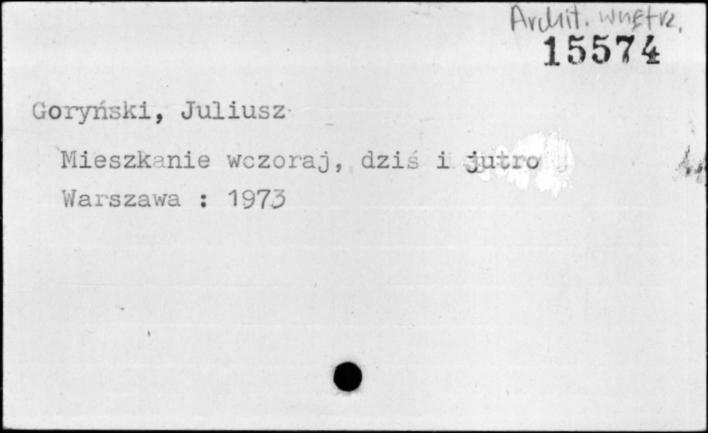 Archit. wnętrz.
15574
Goryński, Juliusz
Mieszkanie wczoraj, dziś i jutro
Warszawa : 1973